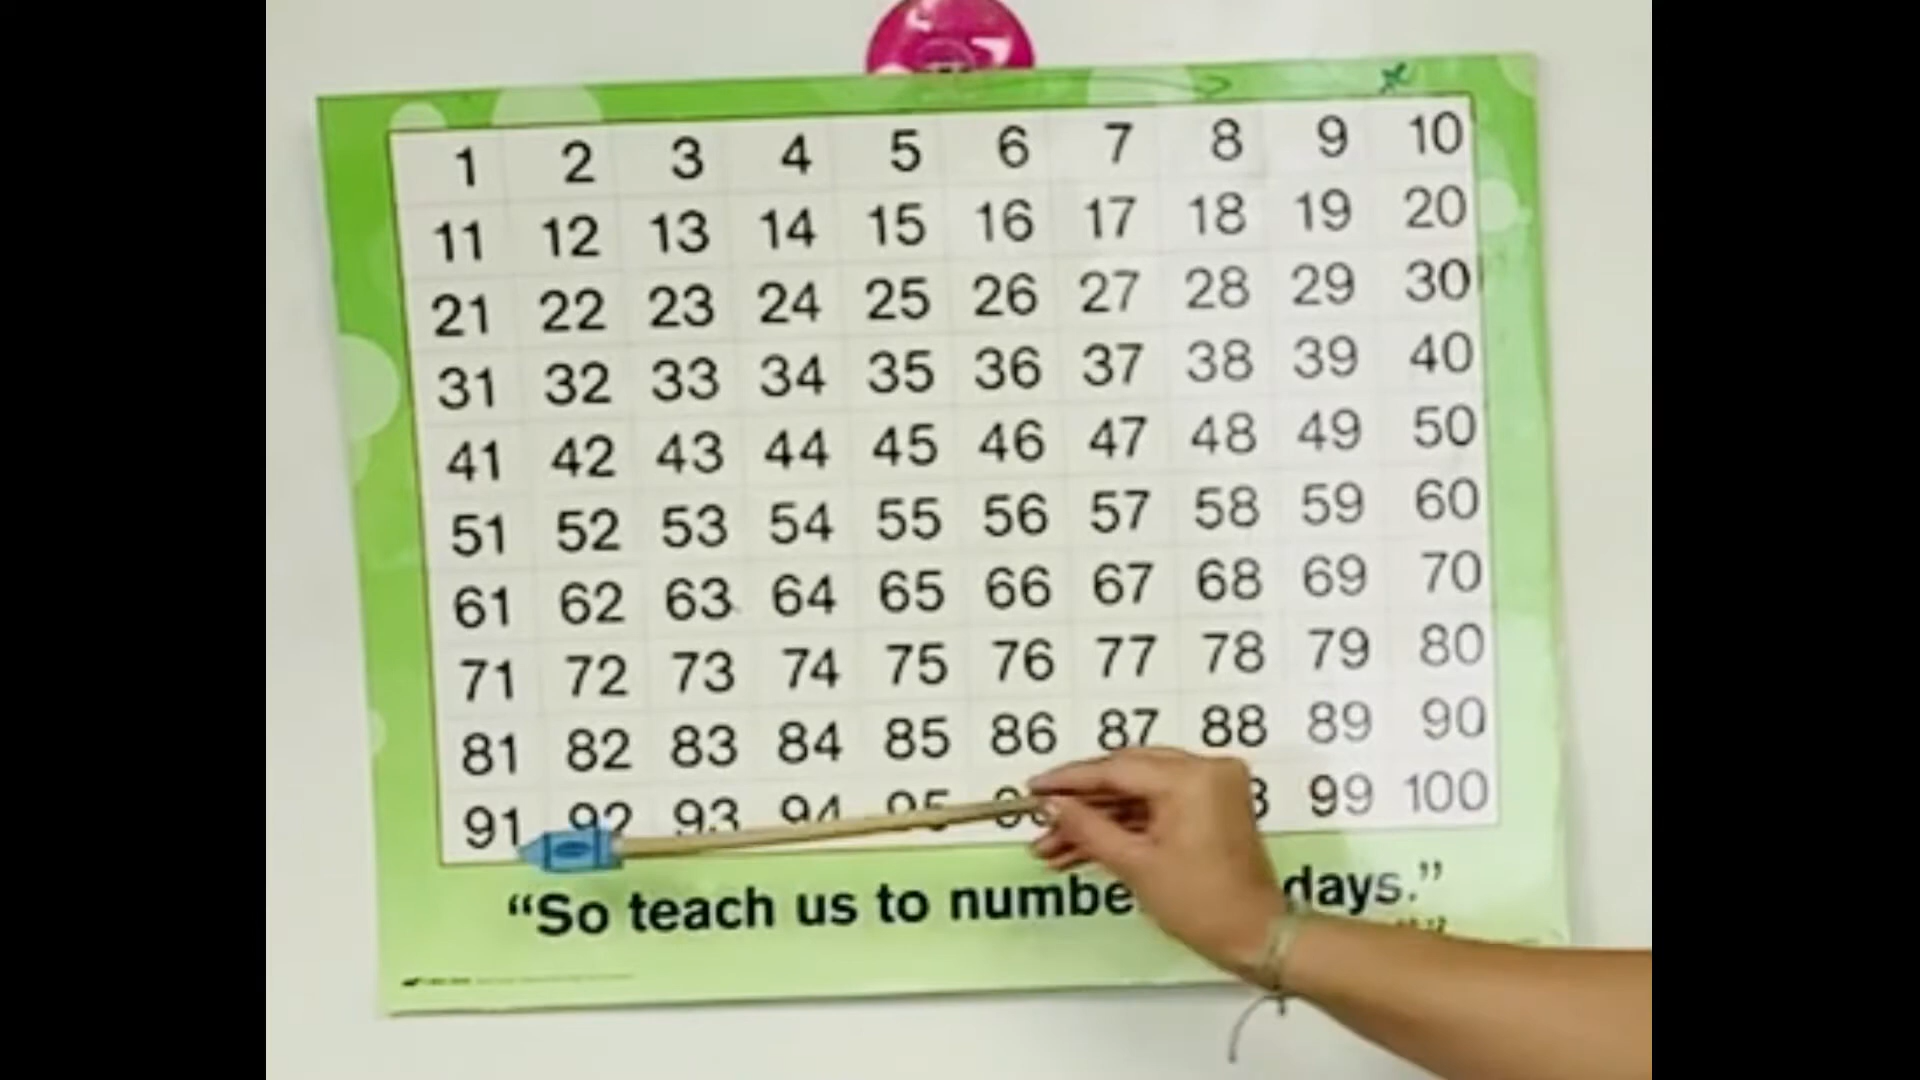 1 2 3 4 5 6 7 8 9 10
11 12 13 14 15 16 17 18 19 20
21 22 23 24 25 26 27 28 29 30
31 32 33 34 35 36 37 38 39 40
41 42 43 44 45 46 47 48 49 50
51 52 53 54 55 56 57 58 59 60
61 62 63 64 65 66 67 68 69 70
71 72 73 74 75 76 77 78 79 80
81 82 83 84 85 86 87 88 89 90
91 92 93 94 95 99 100
“So teach us to days.”